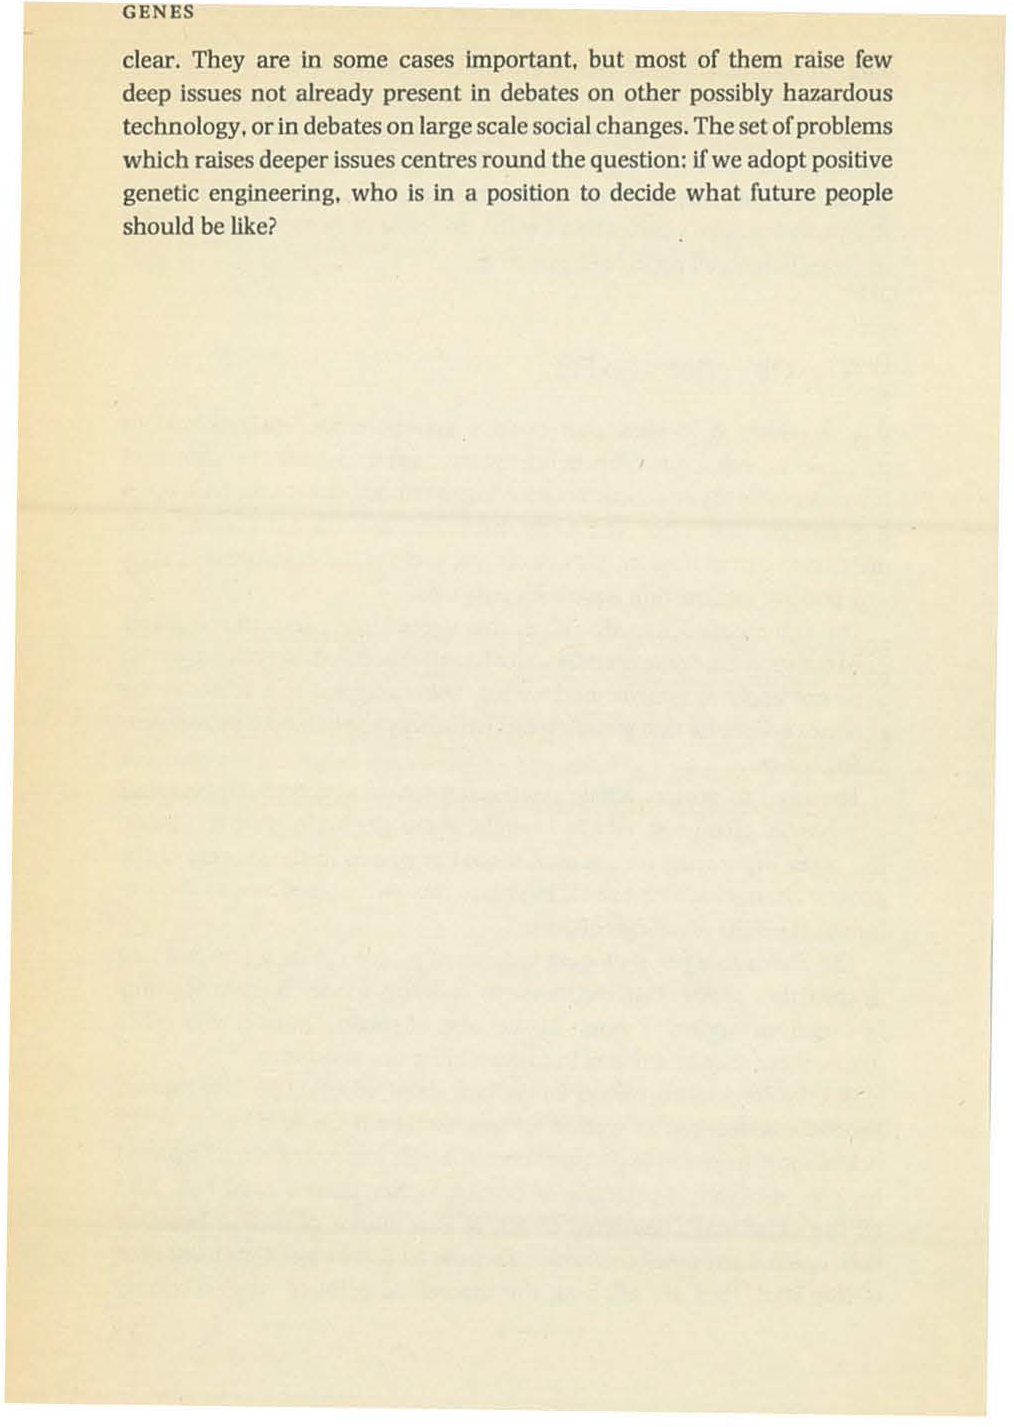 GENES
clear. They are in some cases important, but most of them raise few
deep issues not already present in debates on other possibly hazardous
technology, or in debates on large scale social changes. The set of problems
which raises deeper issues centres round the question: if we adopt positive
genetic engineering, who is in a position to decide what future people
should be like?